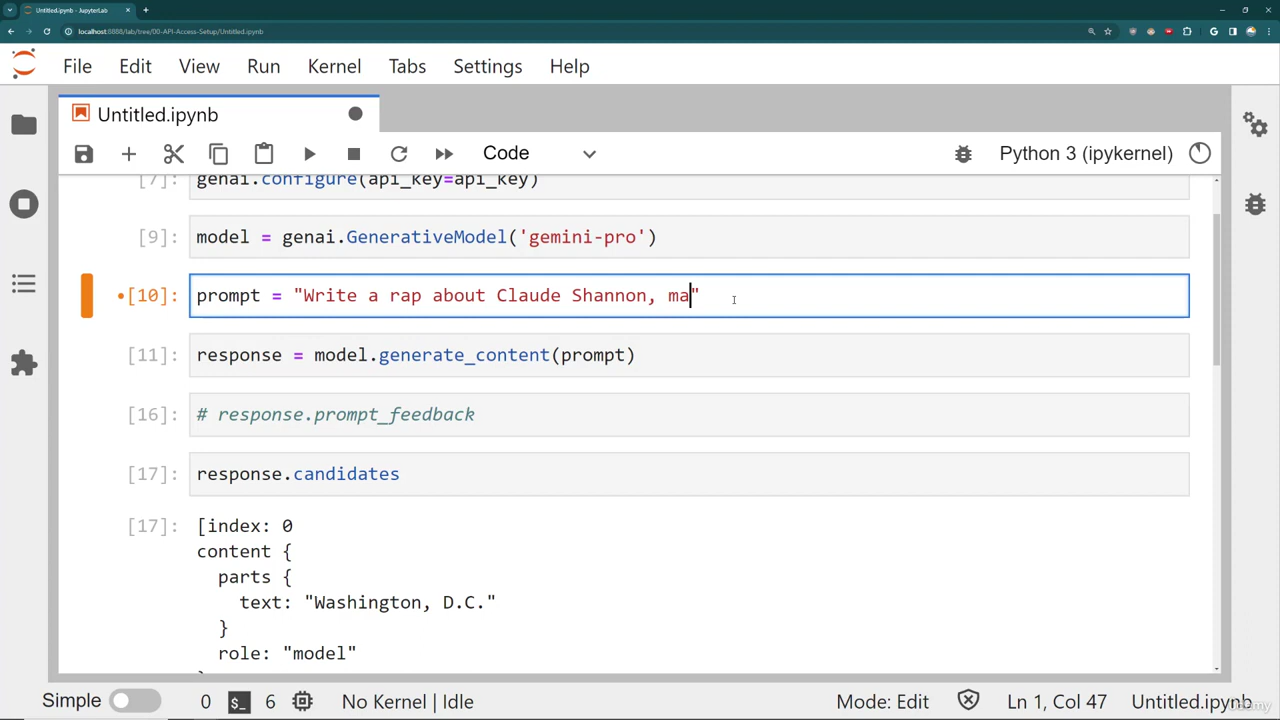 Untitled.ipynb - JupyterLab
localhost:8888/lab/tree/00-API-Access-Setup/Untitled.ipynb
File Edit View Run Kernel Tabs Settings Help
Untitled.ipynb
Code Python 3 (ipykernel)
[7]: genai.configure(api_key=api_key)
[9]: model = genai.GenerativeModel('gemini-pro')
•[10]: prompt = "Write a rap about Claude Shannon, ma"
[11]: response = model.generate_content(prompt)
[16]: # response.prompt_feedback
[17]: response.candidates
[17]: [index: 0
content {
parts {
text: "Washington, D.C."
}
role: "model"
Simple 0 $_ 6 No Kernel | Idle Mode: Edit Ln 1, Col 47 Untitled.ipynb
Udemy